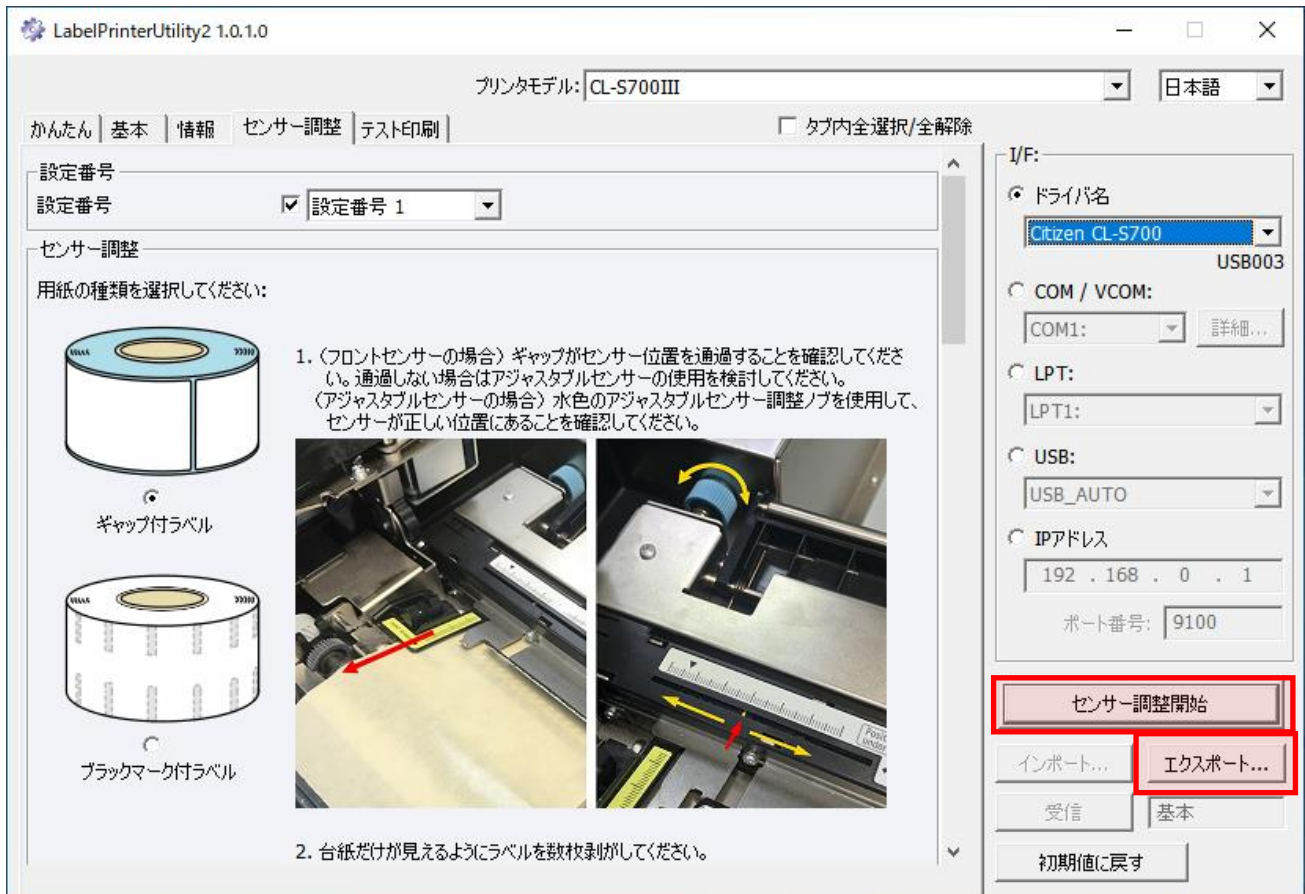 LabelPrinterUtility2 1.0.1.0
プリンタモデル: CL-S700III
日本語
かんたん 基本 情報 センサー調整 テスト印刷
タブ内全選択/全解除
設定番号
設定番号 設定番号 1
センサー調整
用紙の種類を選択してください:
ギャップ付ラベル
ブラックマーク付ラベル
1. (フロントセンサーの場合) ギャップがセンサー位置を通過することを確認してくださ
い。通過しない場合はアジャスタブルセンサーの使用を検討してください。
(アジャスタブルセンサーの場合) 水色のアジャスタブルセンサー調整ノブを使用して、
センサーが正しい位置にあることを確認してください。
2. 台紙だけが見えるようにラベルを数枚剥がしてください。
I/F:
ドライバ名
Citizen CL-S700
USB003
COM / VCOM:
COM1: 詳細...
LPT:
LPT1:
USB:
USB_AUTO
IPアドレス
192 . 168 . 0 . 1
ポート番号: 9100
センサー調整開始
インポート... エクスポート...
受信 基本
初期値に戻す